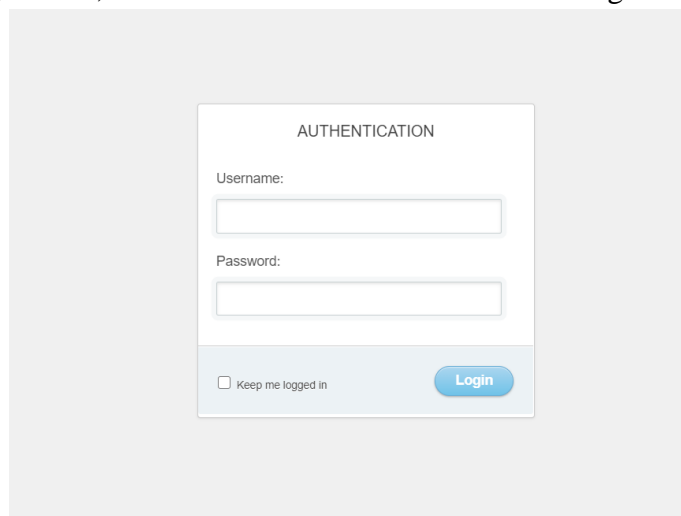 AUTHENTICATION
Username:
Password:
Keep me logged in
Login